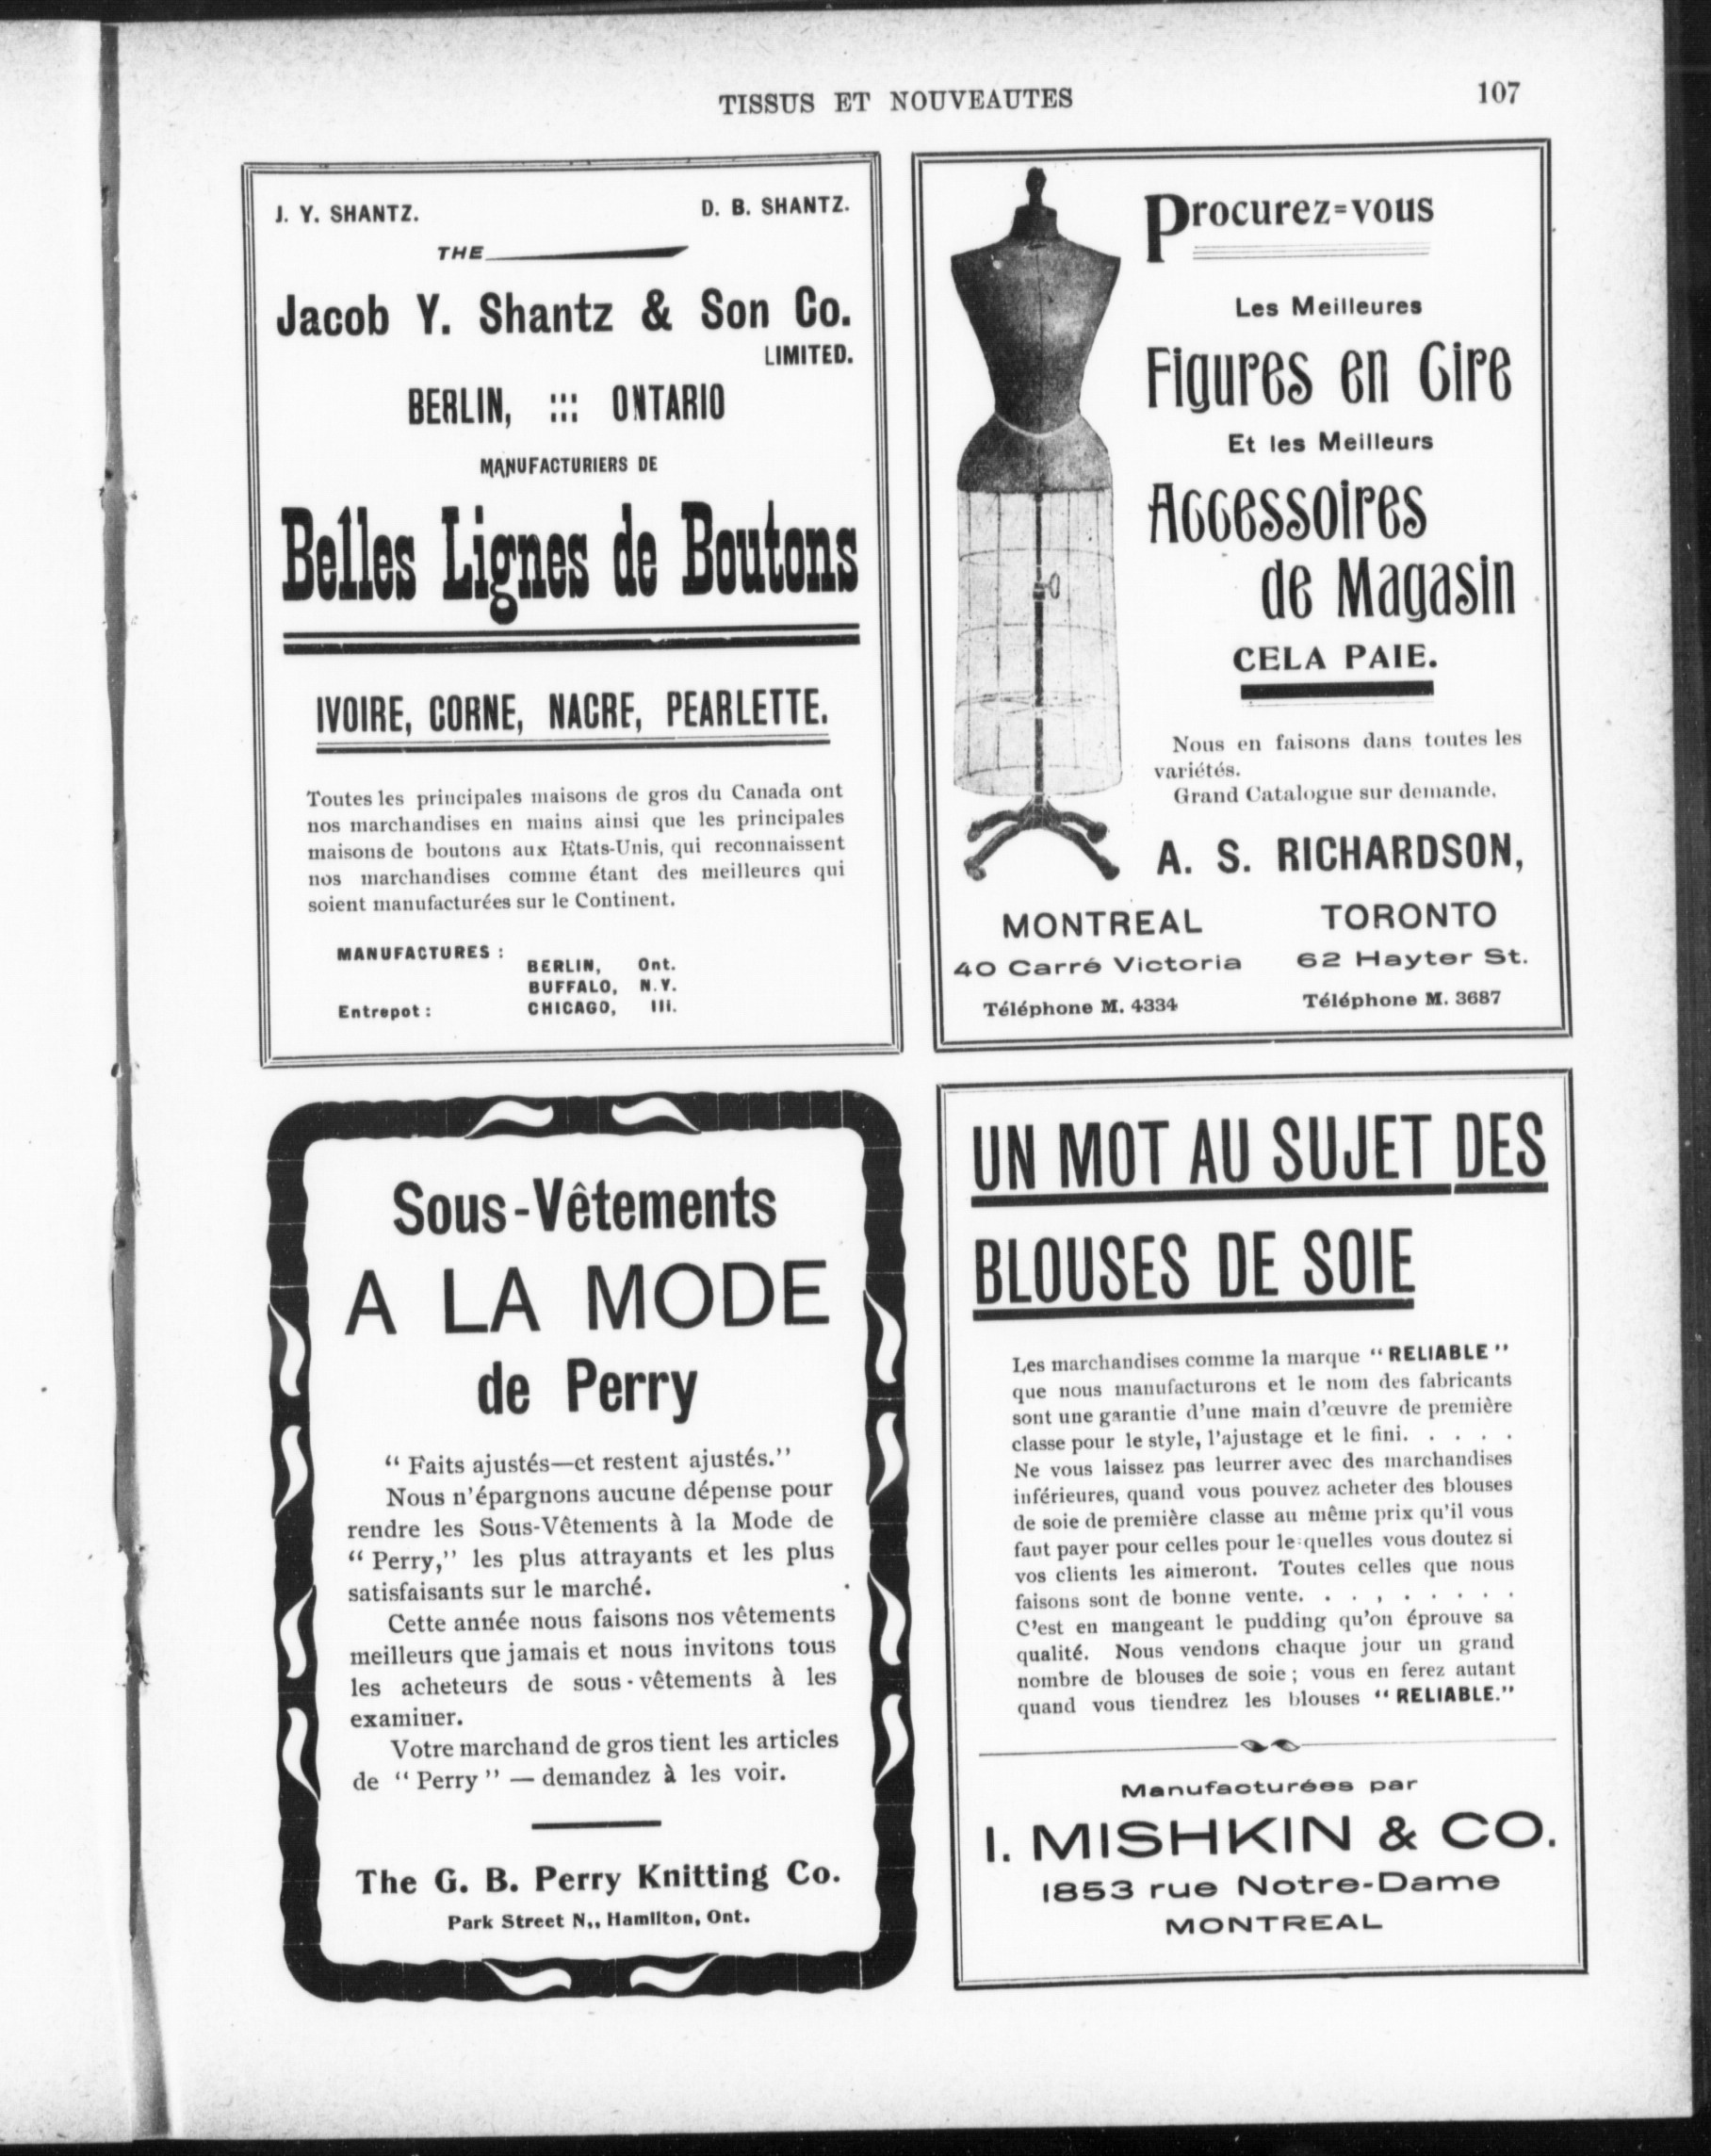 TISSUS ET NOUVEAUTES
107
J. Y. SHANTZ.
D. B. SHANTZ.
THE
Jacob Y. Shantz & Son Co.
LIMITED.
BERLIN, ::: ONTARIO
MANUFACTURIERS DE
Belles Lignes de Boutons
IVOIRE, CORNE, NACRE, PEARLETTE.
Toutes les principales maisons de gros du Canada ont
nos marchandises en mains ainsi que les principales
maisons de boutons aux Etats-Unis, qui reconnaissent
nos marchandises comme étant des meilleures qui
soient manufacturées sur le Continent.
MANUFACTURES :
BERLIN, Ont.
BUFFALO, N.Y.
Entrepot : CHICAGO, Ill.
Procurez=vous
Les Meilleures
Figures en Cire
Et les Meilleurs
Accessoires
de Magasin
CELA PAIE.
Nous en faisons dans toutes les
variétés.
Grand Catalogue sur demande.
A. S. RICHARDSON,
MONTREAL
40 Carré Victoria
Téléphone M. 4334
TORONTO
62 Hayter St.
Téléphone M. 3687
Sous-Vêtements
A LA MODE
de Perry
“ Faits ajustés—et restent ajustés.”
Nous n'épargnons aucune dépense pour
rendre les Sous-Vêtements à la Mode de
“ Perry,” les plus attrayants et les plus
satisfaisants sur le marché.
Cette année nous faisons nos vêtements
meilleurs que jamais et nous invitons tous
les acheteurs de sous-vêtements à les
examiner.
Votre marchand de gros tient les articles
de “ Perry ” — demandez à les voir.
The G. B. Perry Knitting Co.
Park Street N,, Hamilton, Ont.
UN MOT AU SUJET DES
BLOUSES DE SOIE
Les marchandises comme la marque “ RELIABLE ”
que nous manufacturons et le nom des fabricants
sont une garantie d'une main d'œuvre de première
classe pour le style, l'ajustage et le fini. . . . .
Ne vous laissez pas leurrer avec des marchandises
inférieures, quand vous pouvez acheter des blouses
de soie de première classe au même prix qu'il vous
faut payer pour celles pour le:quelles vous doutez si
vos clients les aimeront. Toutes celles que nous
faisons sont de bonne vente. . . , . . . . .
C'est en mangeant le pudding qu'on éprouve sa
qualité. Nous vendons chaque jour un grand
nombre de blouses de soie ; vous en ferez autant
quand vous tiendrez les blouses “ RELIABLE.”
Manufacturées par
I. MISHKIN & CO.
1853 rue Notre-Dame
MONTREAL